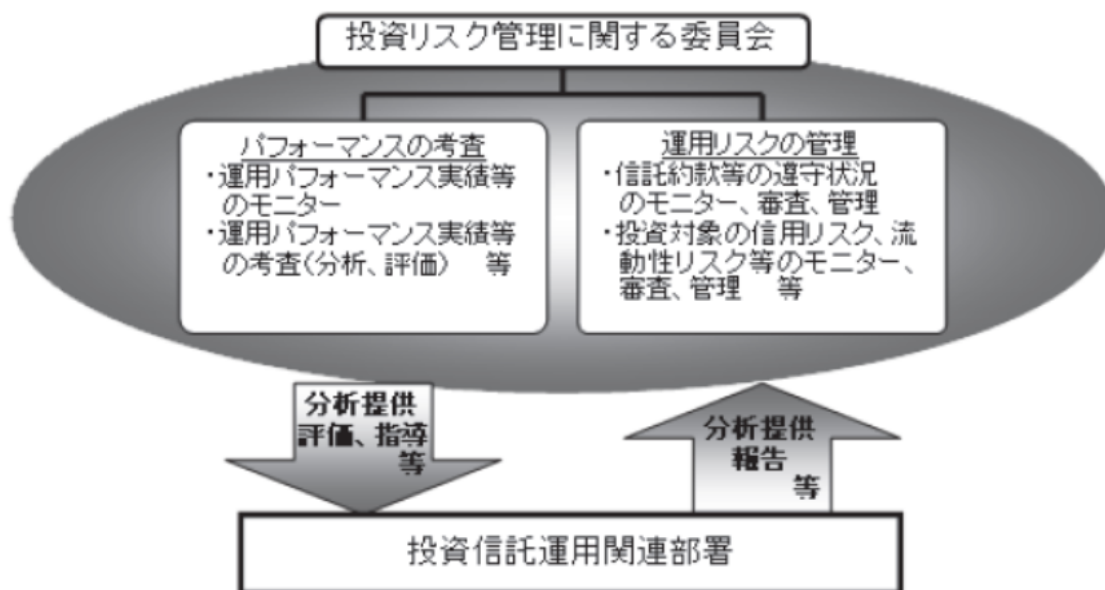 投資リスク管理に関する委員会
パフォーマンスの考査
・運用パフォーマンス実績等
のモニター
・運用パフォーマンス実績等
の考査(分析、評価)　等
運用リスクの管理
・信託約款等の遵守状況
のモニター、審査、管理
・投資対象の信用リスク、流
動性リスク等のモニター、
審査、管理　等
分析提供
評価、指導
等
分析提供
報告
等
投資信託運用関連部署